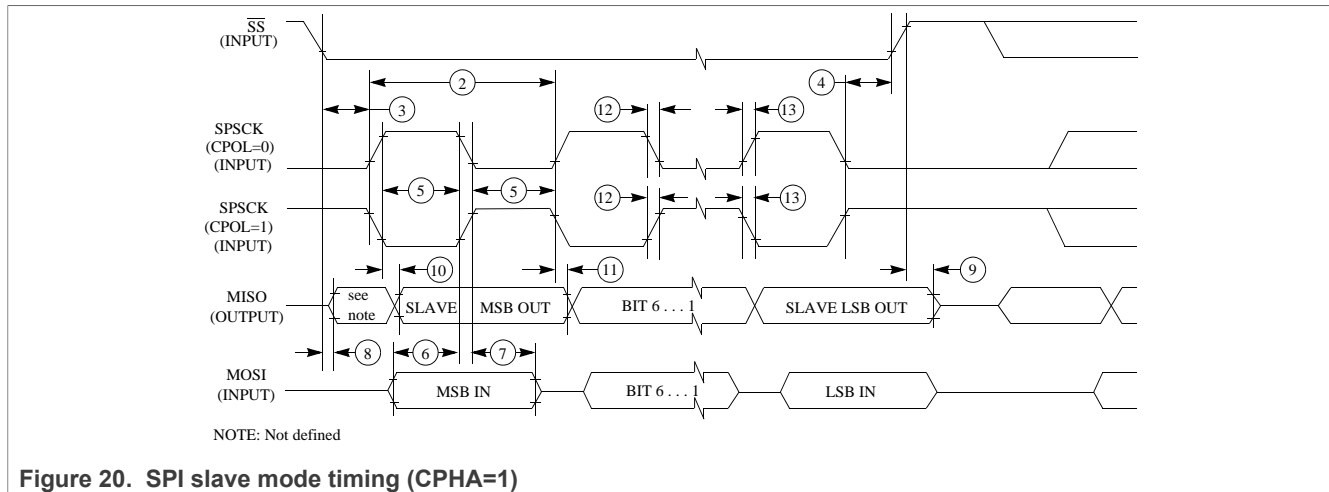 SS
(INPUT)
2
4
3
12
13
SPSCK
(CPOL=0)
(INPUT)
5
5
12
13
SPSCK
(CPOL=1)
(INPUT)
10
11
9
MISO
(OUTPUT)
see
note
SLAVE
MSB OUT
BIT 6 . . . 1
SLAVE LSB OUT
8
6
7
MOSI
(INPUT)
MSB IN
BIT 6 . . . 1
LSB IN
NOTE: Not defined
Figure 20. SPI slave mode timing (CPHA=1)